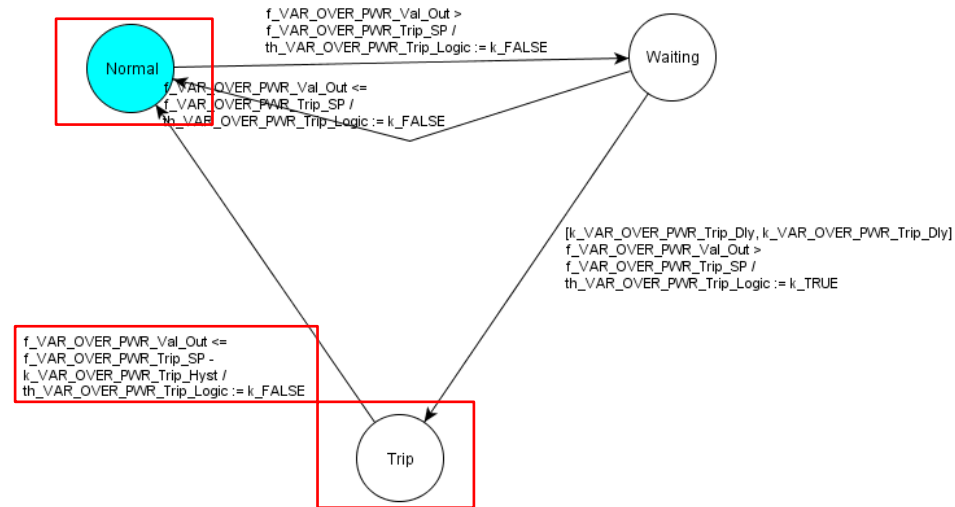 f_VAR_OVER_PWR_Val_Out >
f_VAR_OVER_PWR_Trip_SP /
th_VAR_OVER_PWR_Trip_Logic := k_FALSE
Normal
Waiting
f_VAR_OVER_PWR_Val_Out <=
f_VAR_OVER_PWR_Trip_SP /
th_VAR_OVER_PWR_Trip_Logic := k_FALSE
[k_VAR_OVER_PWR_Trip_Dly, k_VAR_OVER_PWR_Trip_Dly]
f_VAR_OVER_PWR_Val_Out >
f_VAR_OVER_PWR_Trip_SP /
th_VAR_OVER_PWR_Trip_Logic := k_TRUE
f_VAR_OVER_PWR_Val_Out <=
f_VAR_OVER_PWR_Trip_SP -
k_VAR_OVER_PWR_Trip_Hyst /
th_VAR_OVER_PWR_Trip_Logic := k_FALSE
Trip